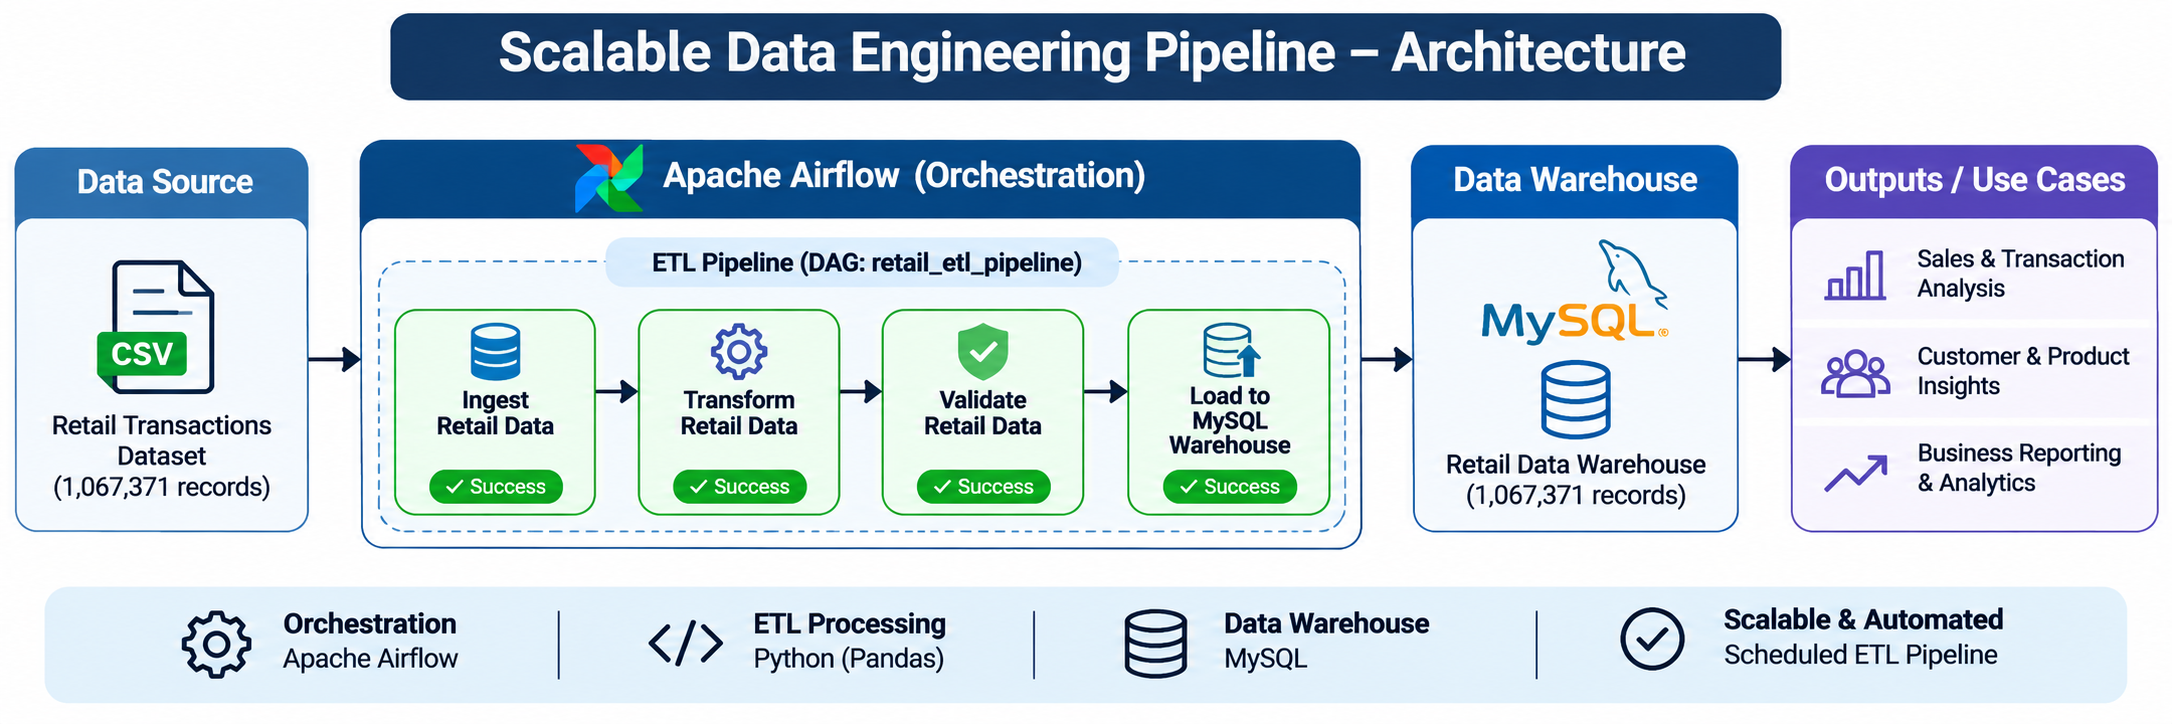 Scalable Data Engineering Pipeline – Architecture
Data Source
CSV
Retail Transactions
Dataset
(1,067,371 records)
Apache Airflow (Orchestration)
ETL Pipeline (DAG: retail_etl_pipeline)
Ingest
Retail Data
Success
Transform
Retail Data
Success
Validate
Retail Data
Success
Load to
MySQL
Warehouse
Success
Data Warehouse
MySQL®
Retail Data Warehouse
(1,067,371 records)
Outputs / Use Cases
Sales & Transaction
Analysis
Customer & Product
Insights
Business Reporting
& Analytics
Orchestration
Apache Airflow
ETL Processing
Python (Pandas)
Data Warehouse
MySQL
Scalable & Automated
Scheduled ETL Pipeline